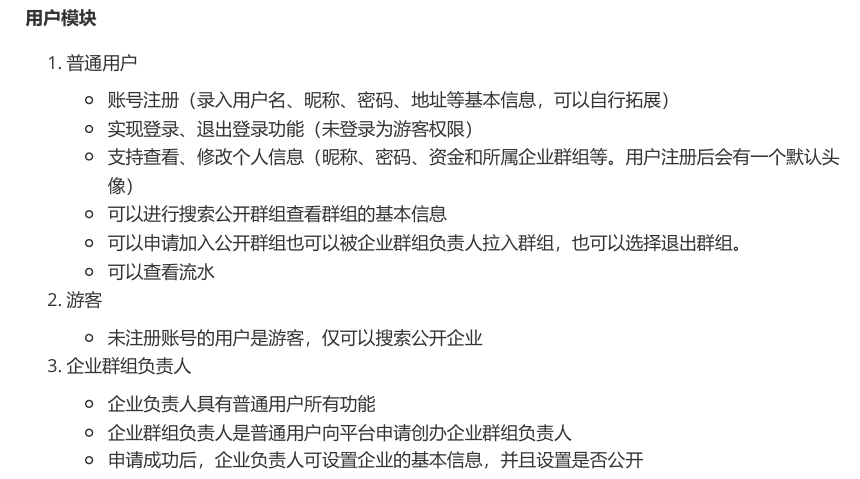 用户模块
1. 普通用户
账号注册（录入用户名、昵称、密码、地址等基本信息，可以自行拓展）
实现登录、退出登录功能（未登录为游客权限）
支持查看、修改个人信息（昵称、密码、资金和所属企业群组等。用户注册后会有一个默认头
像）
可以进行搜索公开群组查看群组的基本信息
可以申请加入公开群组也可以被企业群组负责人拉入群组，也可以选择退出群组。
可以查看流水
2. 游客
未注册账号的用户是游客，仅可以搜索公开企业
3. 企业群组负责人
企业负责人具有普通用户所有功能
企业群组负责人是普通用户向平台申请创办企业群组负责人
申请成功后，企业负责人可设置企业的基本信息，并且设置是否公开